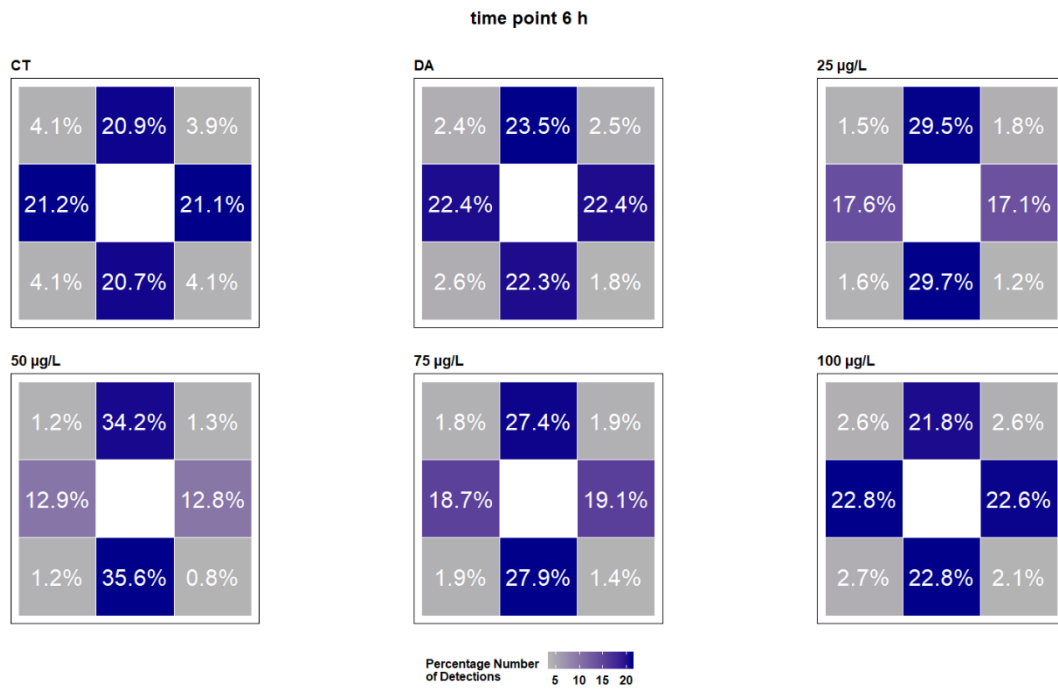 time point 6 h
CT
4.1% 20.9% 3.9%
21.2% 21.1%
4.1% 20.7% 4.1%
DA
2.4% 23.5% 2.5%
22.4% 22.4%
2.6% 22.3% 1.8%
25 µg/L
1.5% 29.5% 1.8%
17.6% 17.1%
1.6% 29.7% 1.2%
50 µg/L
1.2% 34.2% 1.3%
12.9% 12.8%
1.2% 35.6% 0.8%
75 µg/L
1.8% 27.4% 1.9%
18.7% 19.1%
1.9% 27.9% 1.4%
100 µg/L
2.6% 21.8% 2.6%
22.8% 22.6%
2.7% 22.8% 2.1%
Percentage Number
of Detections
5 10 15 20